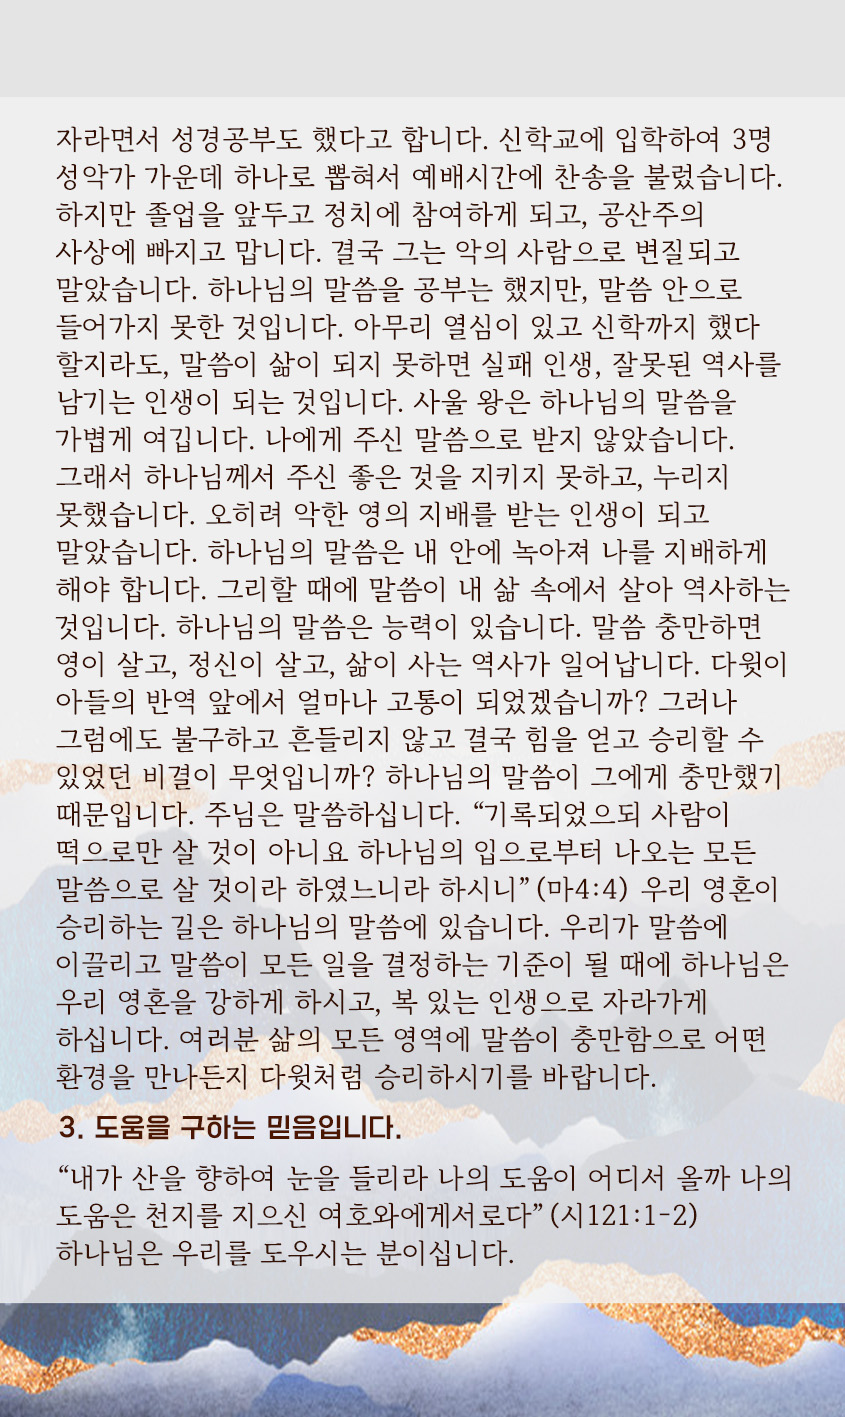 자라면서 성경공부도 했다고 합니다. 신학교에 입학하여 3명
성악가 가운데 하나로 뽑혀서 예배시간에 찬송을 불렀습니다.
하지만 졸업을 앞두고 정치에 참여하게 되고, 공산주의
사상에 빠지고 맙니다. 결국 그는 악의 사람으로 변질되고
말았습니다. 하나님의 말씀을 공부는 했지만, 말씀 안으로
들어가지 못한 것입니다. 아무리 열심이 있고 신학까지 했다
할지라도, 말씀이 삶이 되지 못하면 실패 인생, 잘못된 역사를
남기는 인생이 되는 것입니다. 사울 왕은 하나님의 말씀을
가볍게 여깁니다. 나에게 주신 말씀으로 받지 않았습니다.
그래서 하나님께서 주신 좋은 것을 지키지 못하고, 누리지
못했습니다. 오히려 악한 영의 지배를 받는 인생이 되고
말았습니다. 하나님의 말씀은 내 안에 녹아져 나를 지배하게
해야 합니다. 그리할 때에 말씀이 내 삶 속에서 살아 역사하는
것입니다. 하나님의 말씀은 능력이 있습니다. 말씀 충만하면
영이 살고, 정신이 살고, 삶이 사는 역사가 일어납니다. 다윗이
아들의 반역 앞에서 얼마나 고통이 되었겠습니까? 그러나
그럼에도 불구하고 흔들리지 않고 결국 힘을 얻고 승리할 수
있었던 비결이 무엇입니까? 하나님의 말씀이 그에게 충만했기
때문입니다. 주님은 말씀하십니다. “기록되었으되 사람이
떡으로만 살 것이 아니요 하나님의 입으로부터 나오는 모든
말씀으로 살 것이라 하였느니라 하시니” (마4:4) 우리 영혼이
승리하는 길은 하나님의 말씀에 있습니다. 우리가 말씀에
이끌리고 말씀이 모든 일을 결정하는 기준이 될 때에 하나님은
우리 영혼을 강하게 하시고, 복 있는 인생으로 자라가게
하십니다. 여러분 삶의 모든 영역에 말씀이 충만함으로 어떤
환경을 만나든지 다윗처럼 승리하시기를 바랍니다.
3. 도움을 구하는 믿음입니다.
“내가 산을 향하여 눈을 들리라 나의 도움이 어디서 올까 나의
도움은 천지를 지으신 여호와에게서로다” (시121:1-2)
하나님은 우리를 도우시는 분이십니다.